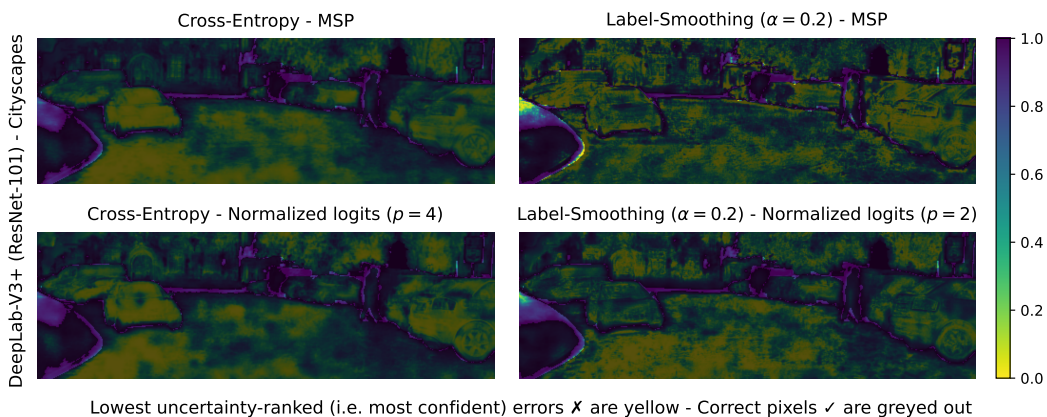 Cross-Entropy - MSP
Label-Smoothing (α = 0.2) - MSP
DeepLab-V3+ (ResNet-101) - Cityscapes
1.0
0.8
0.6
0.4
0.2
0.0
Cross-Entropy - Normalized logits (p = 4)
Label-Smoothing (α = 0.2) - Normalized logits (p = 2)
Lowest uncertainty-ranked (i.e. most confident) errors ✗ are yellow - Correct pixels ✓ are greyed out